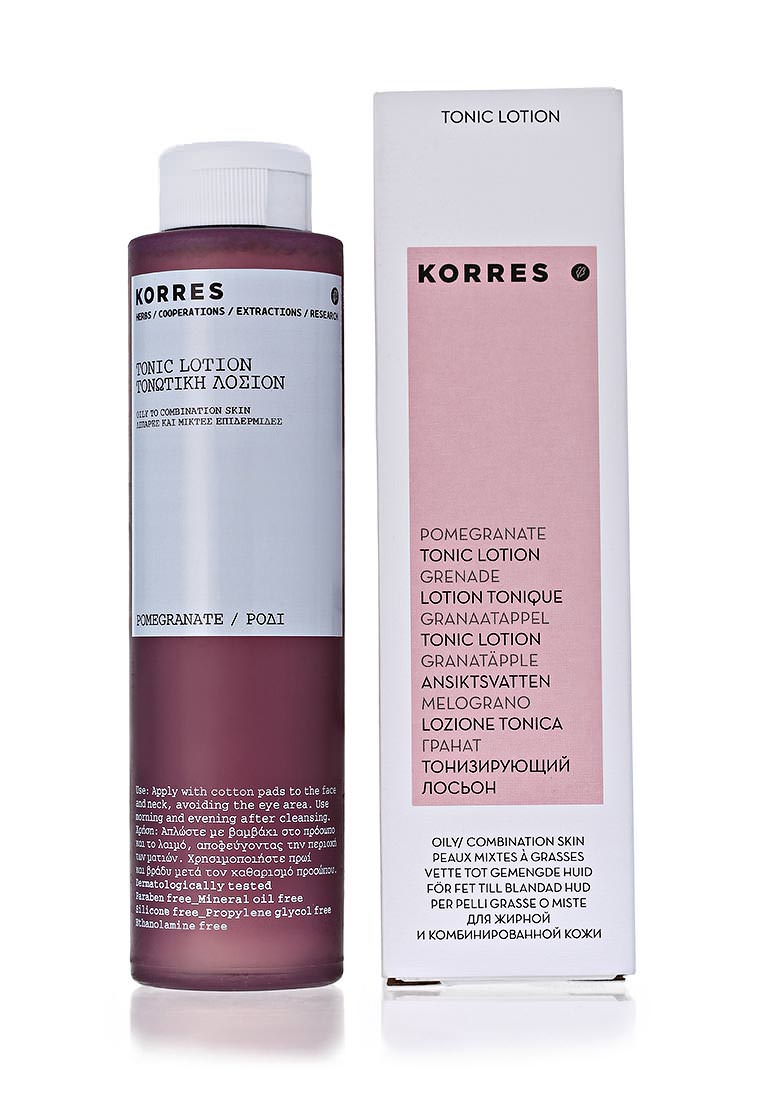 KORRES
HERBS / COOPERATIONS / EXTRACTIONS / RESEARCH
TONIC LOTION
ΤΟΝΩΤΙΚΗ ΛΟΣΙΟΝ
OILY TO COMBINATION SKIN
ΛΙΠΑΡΕΣ ΚΑΙ ΜΙΚΤΕΣ ΕΠΙΔΕΡΜΙΔΕΣ
POMEGRANATE / ΡΟΔΙ
Use: Apply with cotton pads to the face
and neck, avoiding the eye area. Use
morning and evening after cleansing.
Χρήση: Απλώστε με βαμβάκι στο πρόσωπο
και το λαιμό, αποφεύγοντας την περιοχή
των ματιών. Χρησιμοποιήστε πρωί
και βράδυ μετά τον καθαρισμό προσώπου.
Dermatologically tested
Paraben free_Mineral oil free
Silicone free_Propylene glycol free
Ethanolamine free
TONIC LOTION
KORRES
POMEGRANATE
TONIC LOTION
GRENADE
LOTION TONIQUE
GRANAATAPPEL
TONIC LOTION
GRANATÄPPLE
ANSIKTSVATTEN
MELOGRANO
LOZIONE TONICA
ГРАНАТ
ТОНИЗИРУЮЩИЙ
ЛОСЬОН
OILY/ COMBINATION SKIN
PEAUX MIXTES À GRASSES
VETTE TOT GEMENGDE HUID
FÖR FET TILL BLANDAD HUD
PER PELLI GRASSE O MISTE
ДЛЯ ЖИРНОЙ
И КОМБИНИРОВАННОЙ КОЖИ